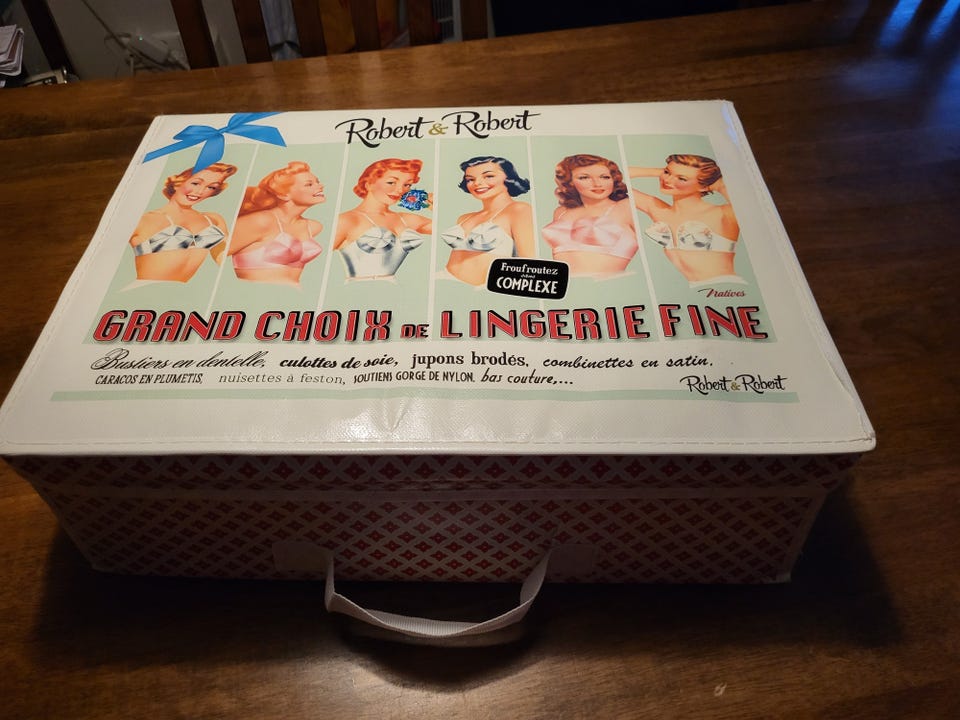 Robert & Robert
Froufroutez
sans
COMPLEXE
Natives
GRAND CHOIX DE LINGERIE FINE
Bustiers en dentelle, culottes de soie, jupons brodés, combinettes en satin,
CARACOS EN PLUMETIS, nuisettes à feston, SOUTIENS GORGE DE NYLON, bas couture,...
Robert & Robert